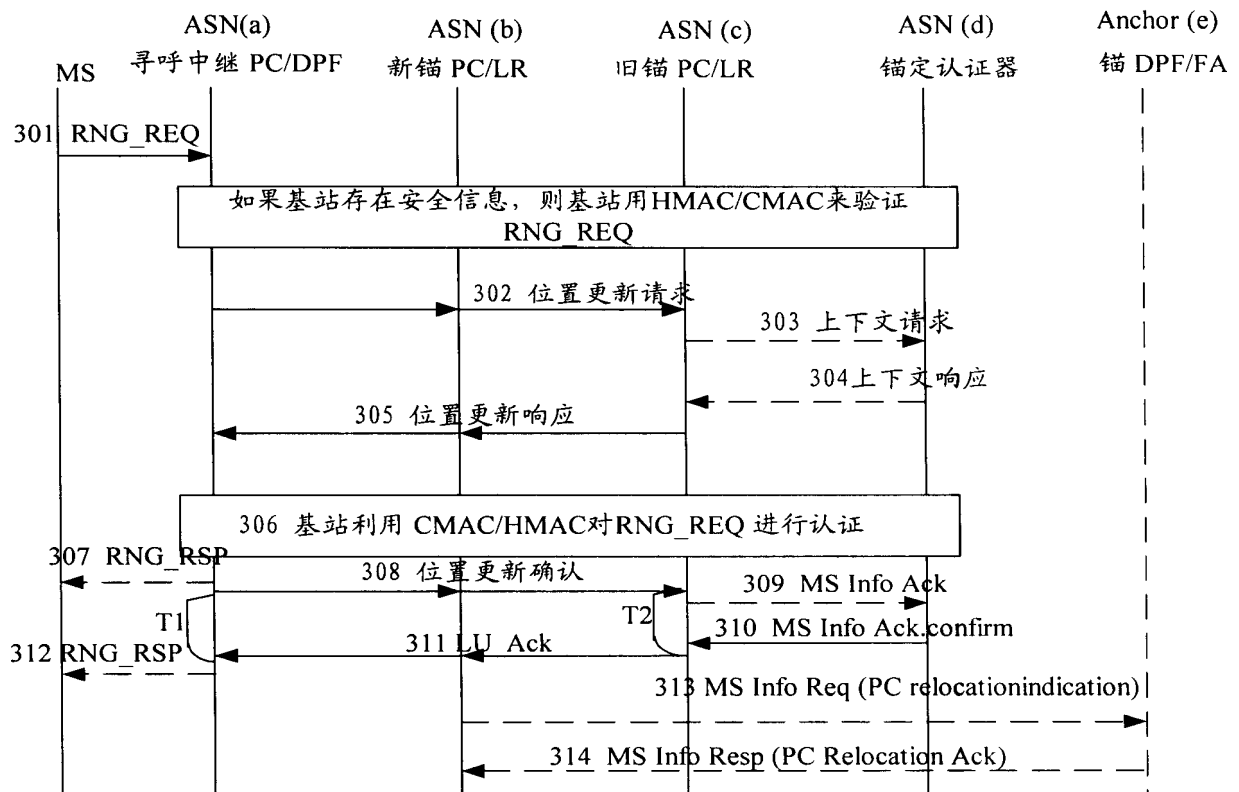 MS
ASN(a)
寻呼中继 PC/DPF
ASN (b)
新锚 PC/LR
ASN (c)
旧锚 PC/LR
ASN (d)
锚定认证器
Anchor (e)
锚 DPF/FA
301 RNG_REQ
如果基站存在安全信息，则基站用HMAC/CMAC来验证
RNG_REQ
302 位置更新请求
303 上下文请求
304上下文响应
305 位置更新响应
306 基站利用 CMAC/HMAC对RNG_REQ 进行认证
307 RNG_RSP
308 位置更新确认
309 MS Info Ack
T1
T2
310 MS Info Ack.confirm
311 LU_Ack
312 RNG_RSP
313 MS Info Req (PC relocationindication)
314 MS Info Resp (PC Relocation Ack)